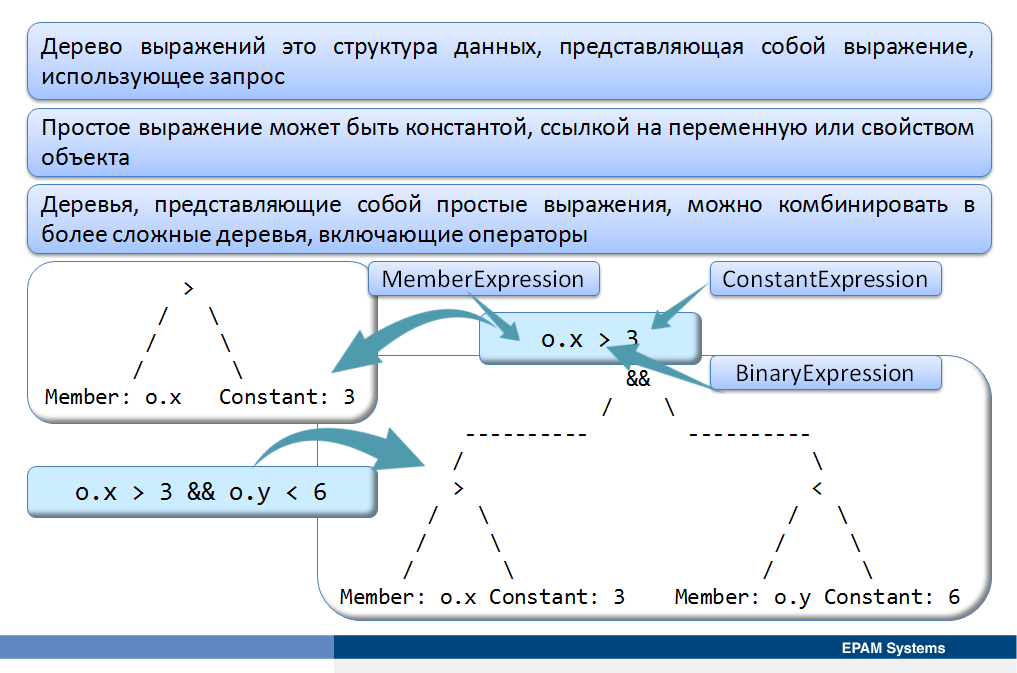 Дерево выражений это структура данных, представляющая собой выражение,
использующее запрос
Простое выражение может быть константой, ссылкой на переменную или свойством
объекта
Деревья, представляющие собой простые выражения, можно комбинировать в
более сложные деревья, включающие операторы
MemberExpression
ConstantExpression
>
/ \
/ \
/ \
Member: o.x Constant: 3
o.x > 3
BinaryExpression
&&
/ \
---------- ----------
/ \
> <
/ \ / \
/ \ / \
/ \ / \
Member: o.x Constant: 3 Member: o.y Constant: 6
o.x > 3 && o.y < 6
EPAM Systems